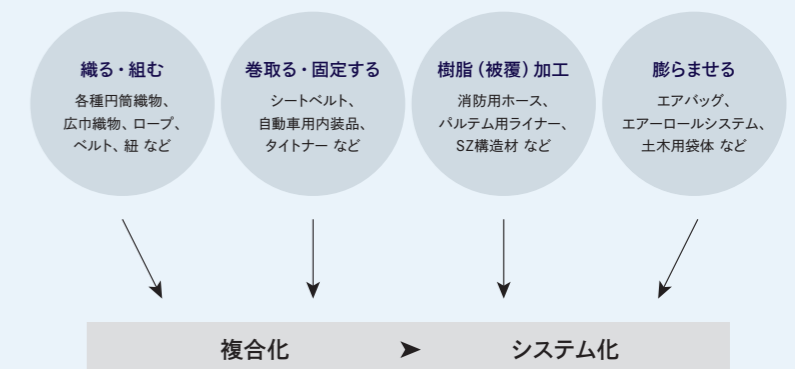 織る・組む
各種円筒織物、
広巾織物、ロープ、
ベルト、紐 など
巻取る・固定する
シートベルト、
自動車用内装品、
タイトナー など
樹脂（被覆）加工
消防用ホース、
パルテム用ライナー、
SZ構造材 など
膨らませる
エアバッグ、
エアーロールシステム、
土木用袋体 など
複合化 ➤ システム化